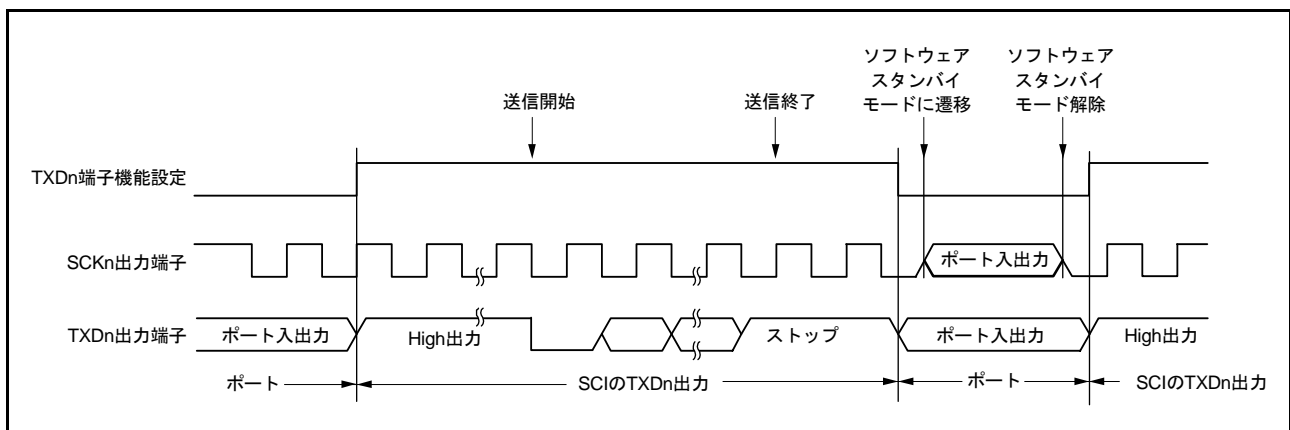 ソフトウェア
スタンバイ
モードに遷移
ソフトウェア
スタンバイ
モード解除
送信開始
送信終了
TXDn端子機能設定
SCKn出力端子
ポート入出力
TXDn出力端子
ポート入出力
High出力
ストップ
ポート入出力
High出力
ポート
SCIのTXDn出力
ポート
SCIのTXDn出力